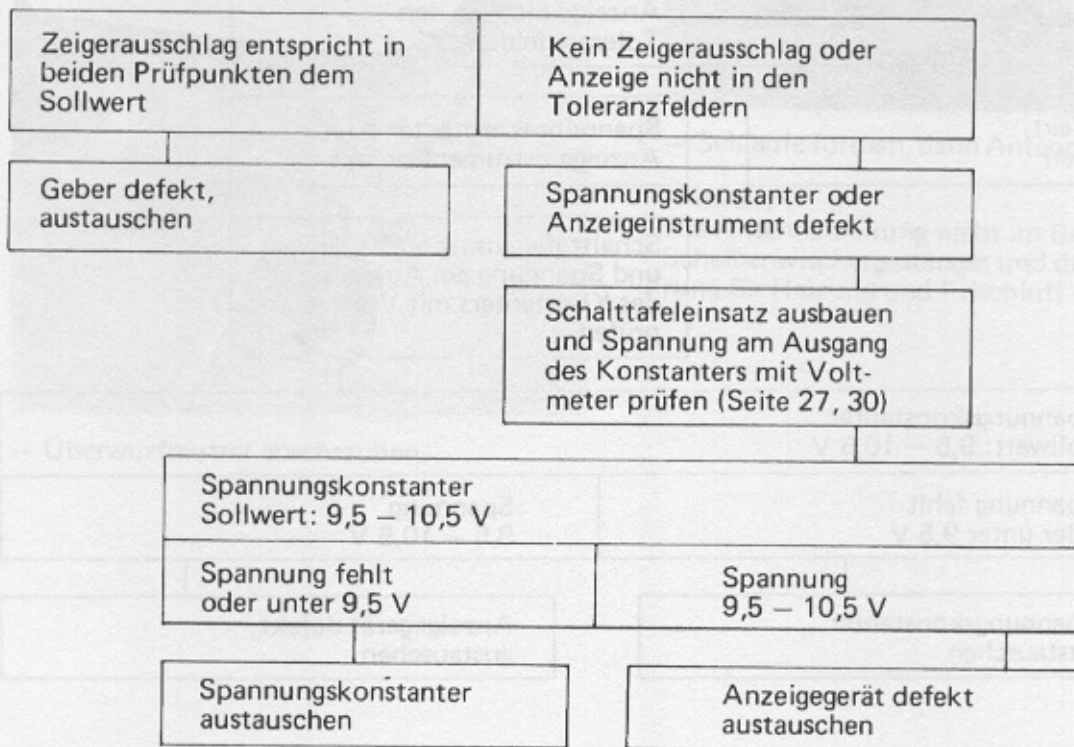 Zeigerausschlag entspricht in
beiden Prüfpunkten dem
Sollwert
Kein Zeigerausschlag oder
Anzeige nicht in den
Toleranzfeldern
Geber defekt,
austauschen
Spannungskonstanter oder
Anzeigeinstrument defekt
Schalttafeleinsatz ausbauen
und Spannung am Ausgang
des Konstanters mit Volt-
meter prüfen (Seite 27, 30)
Spannungskonstanter
Sollwert: 9,5 – 10,5 V
Spannung fehlt
oder unter 9,5 V
Spannung
9,5 – 10,5 V
Spannungskonstanter
austauschen
Anzeigegerät defekt
austauschen